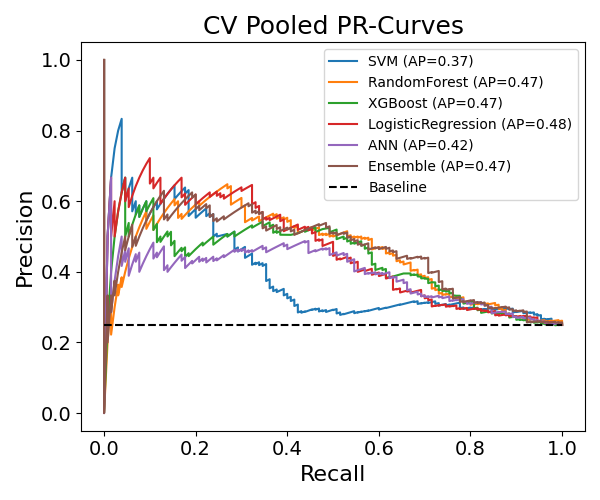 CV Pooled PR-Curves
1.0
0.8
0.6
0.4
0.2
0.0
Precision
SVM (AP=0.37)
RandomForest (AP=0.47)
XGBoost (AP=0.47)
LogisticRegression (AP=0.48)
ANN (AP=0.42)
Ensemble (AP=0.47)
Baseline
0.0 0.2 0.4 0.6 0.8 1.0
Recall